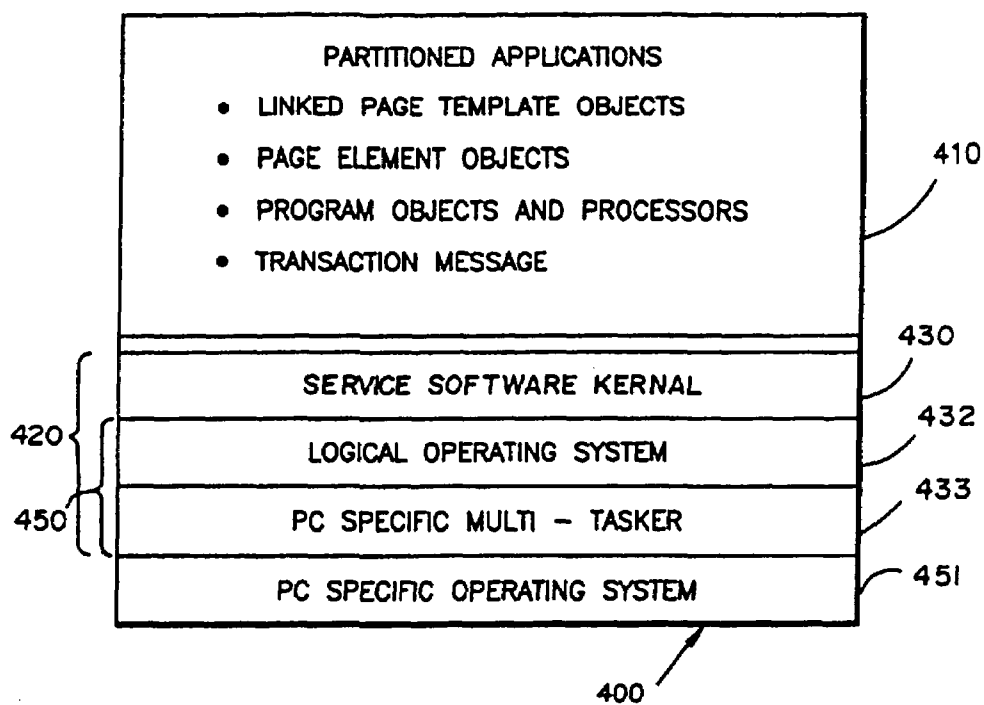 PARTITIONED APPLICATIONS
• LINKED PAGE TEMPLATE OBJECTS
• PAGE ELEMENT OBJECTS
• PROGRAM OBJECTS AND PROCESSORS
• TRANSACTION MESSAGE
410
430
SERVICE SOFTWARE KERNAL
420
432
LOGICAL OPERATING SYSTEM
450
433
PC SPECIFIC MULTI - TASKER
451
PC SPECIFIC OPERATING SYSTEM
400